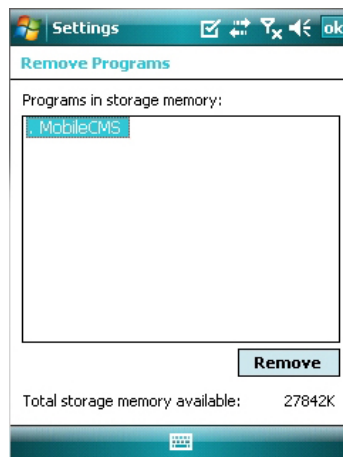 Settings ok
Remove Programs
Programs in storage memory:
. MobileCMS
Remove
Total storage memory available: 27842K